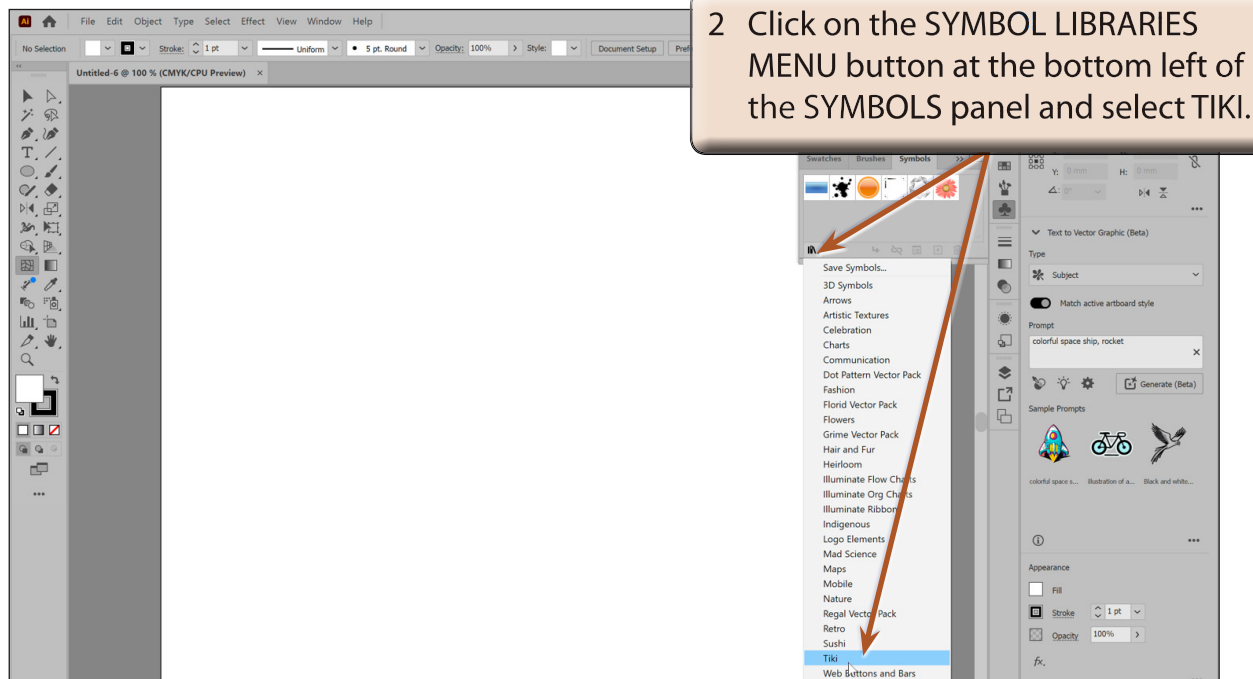 Ai File Edit Object Type Select Effect View Window Help
2 Click on the SYMBOL LIBRARIES
MENU button at the bottom left of
the SYMBOLS panel and select TIKI.
No Selection Stroke: 1 pt Uniform 5 pt. Round Opacity: 100% Style: Document Setup
Untitled-6 @ 100 % (CMYK/CPU Preview) ×
Swatches Brushes Symbols
Y: 0 mm H: 0 mm
0°
Text to Vector Graphic (Beta)
Type
Subject
Match active artboard style
Prompt
colorful space ship, rocket
Generate (Beta)
Sample Prompts
colorful space s... Illustration of a... Black and white...
Save Symbols...
3D Symbols
Arrows
Artistic Textures
Celebration
Charts
Communication
Dot Pattern Vector Pack
Fashion
Florid Vector Pack
Flowers
Grime Vector Pack
Hair and Fur
Heirloom
Illuminate Flow Charts
Illuminate Org Charts
Illuminate Ribbon
Indigenous
Logo Elements
Mad Science
Maps
Mobile
Nature
Regal Vector Pack
Retro
Sushi
Tiki
Web Buttons and Bars
Appearance
Fill
Stroke 1 pt
Opacity 100%
fx.